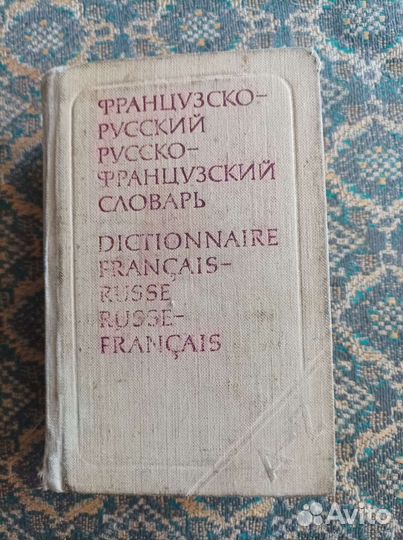 ФРАНЦУЗСКО-
РУССКИЙ
РУССКО-
ФРАНЦУЗСКИЙ
СЛОВАРЬ
DICTIONNAIRE
FRANÇAIS-
RUSSE
RUSSE-
FRANÇAIS
Avito